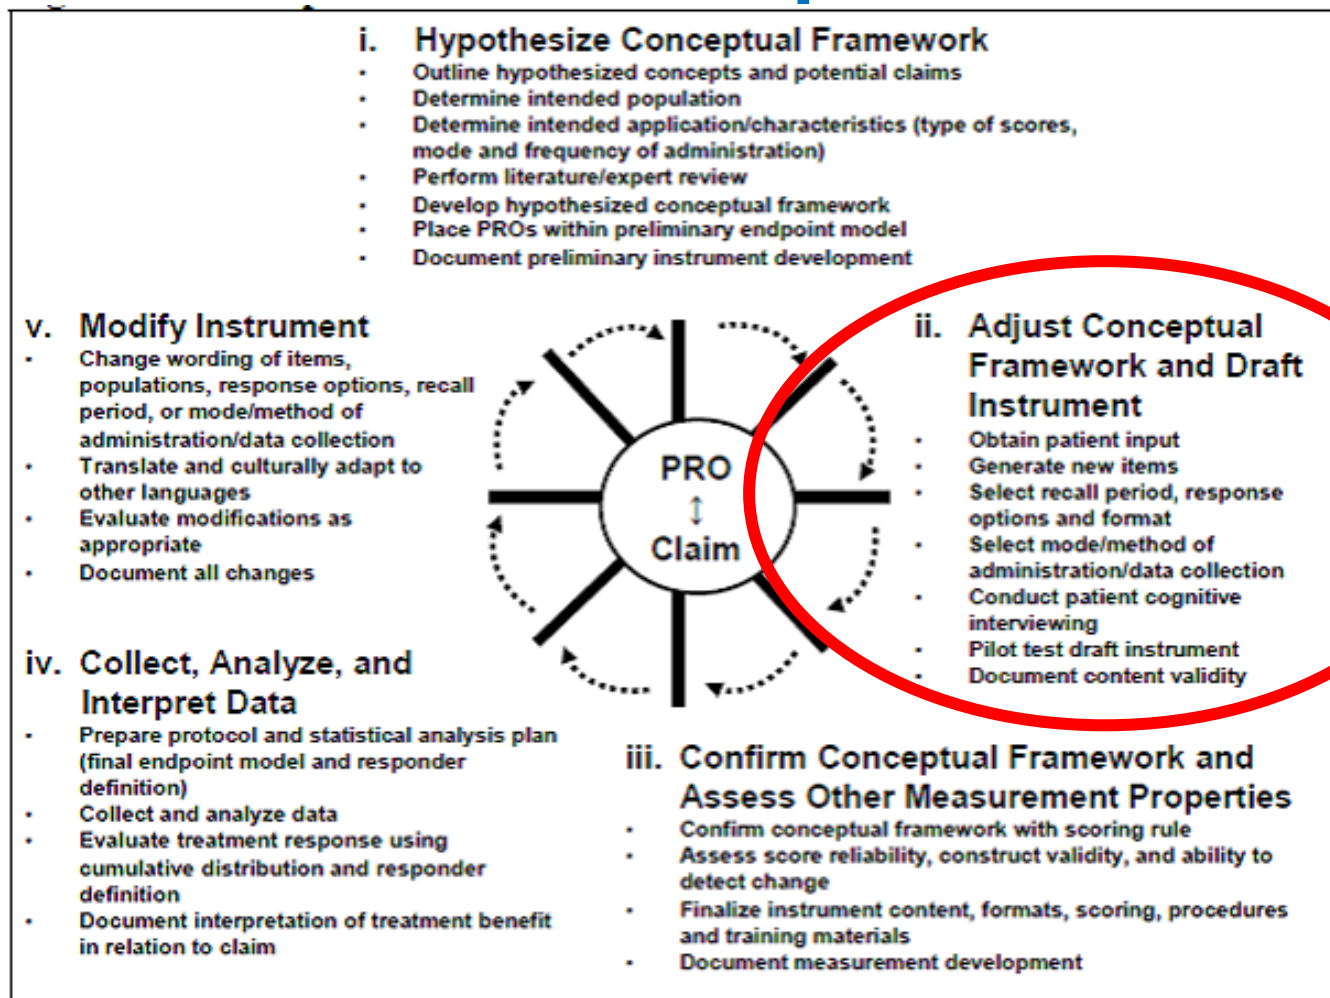 i. Hypothesize Conceptual Framework
· Outline hypothesized concepts and potential claims
· Determine intended population
· Determine intended application/characteristics (type of scores,
mode and frequency of administration)
· Perform literature/expert review
· Develop hypothesized conceptual framework
· Place PROs within preliminary endpoint model
· Document preliminary instrument development
ii. Adjust Conceptual
Framework and Draft
Instrument
· Obtain patient input
· Generate new items
· Select recall period, response
options and format
· Select mode/method of
administration/data collection
· Conduct patient cognitive
interviewing
· Pilot test draft instrument
· Document content validity
PRO
↕
Claim
iii. Confirm Conceptual Framework and
Assess Other Measurement Properties
· Confirm conceptual framework with scoring rule
· Assess score reliability, construct validity, and ability to
detect change
· Finalize instrument content, formats, scoring, procedures
and training materials
· Document measurement development
iv. Collect, Analyze, and
Interpret Data
· Prepare protocol and statistical analysis plan
(final endpoint model and responder
definition)
· Collect and analyze data
· Evaluate treatment response using
cumulative distribution and responder
definition
· Document interpretation of treatment benefit
in relation to claim
v. Modify Instrument
· Change wording of items,
populations, response options, recall
period, or mode/method of
administration/data collection
· Translate and culturally adapt to
other languages
· Evaluate modifications as
appropriate
· Document all changes